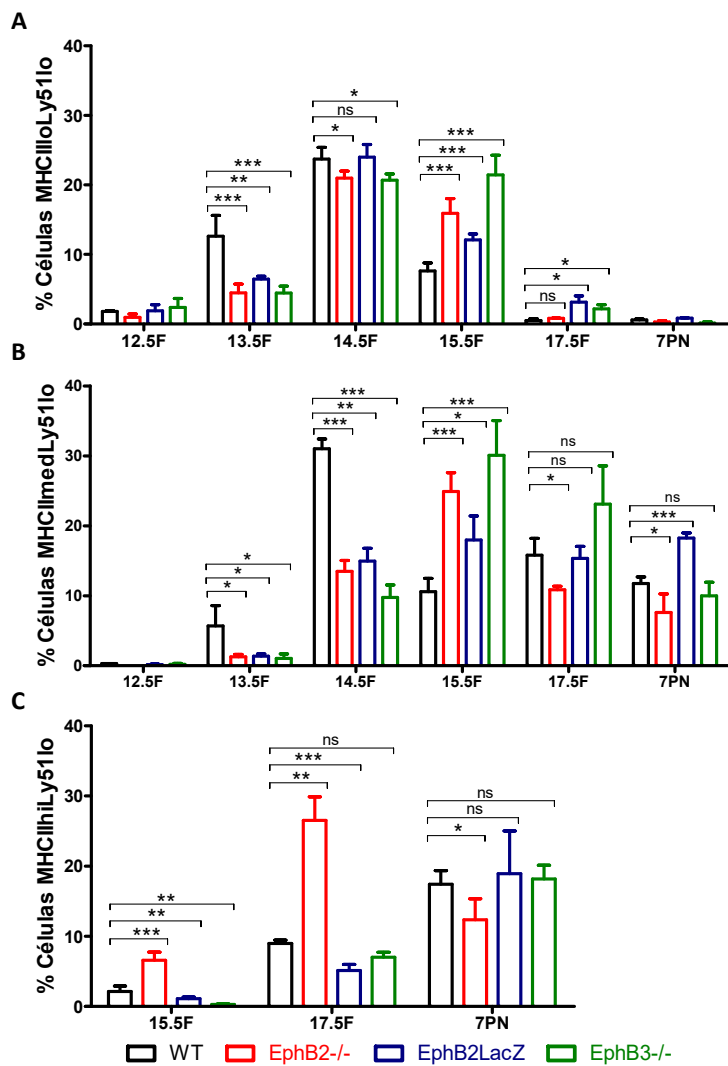 A
% Células MHCIIloLy51lo
40
30
20
10
0
* ns *
*** ** ***
*** *** ***
* * ns
12.5F 13.5F 14.5F 15.5F 17.5F 7PN
B
% Células MHCIImedLy51lo
40
30
20
10
0
*** ** ***
*** * ***
ns ns *
ns *** *
* * *
12.5F 13.5F 14.5F 15.5F 17.5F 7PN
C
% Células MHCIIhiLy51lo
40
30
20
10
0
** ** ***
ns *** **
ns ns *
15.5F 17.5F 7PN
WT EphB2-/- EphB2LacZ EphB3-/-